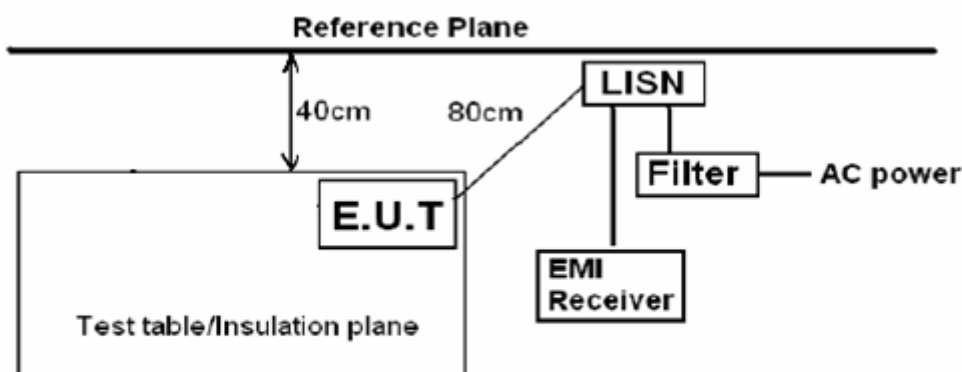 Reference Plane
40cm
80cm
LISN
Filter
AC power
E.U.T
EMI
Receiver
Test table/Insulation plane